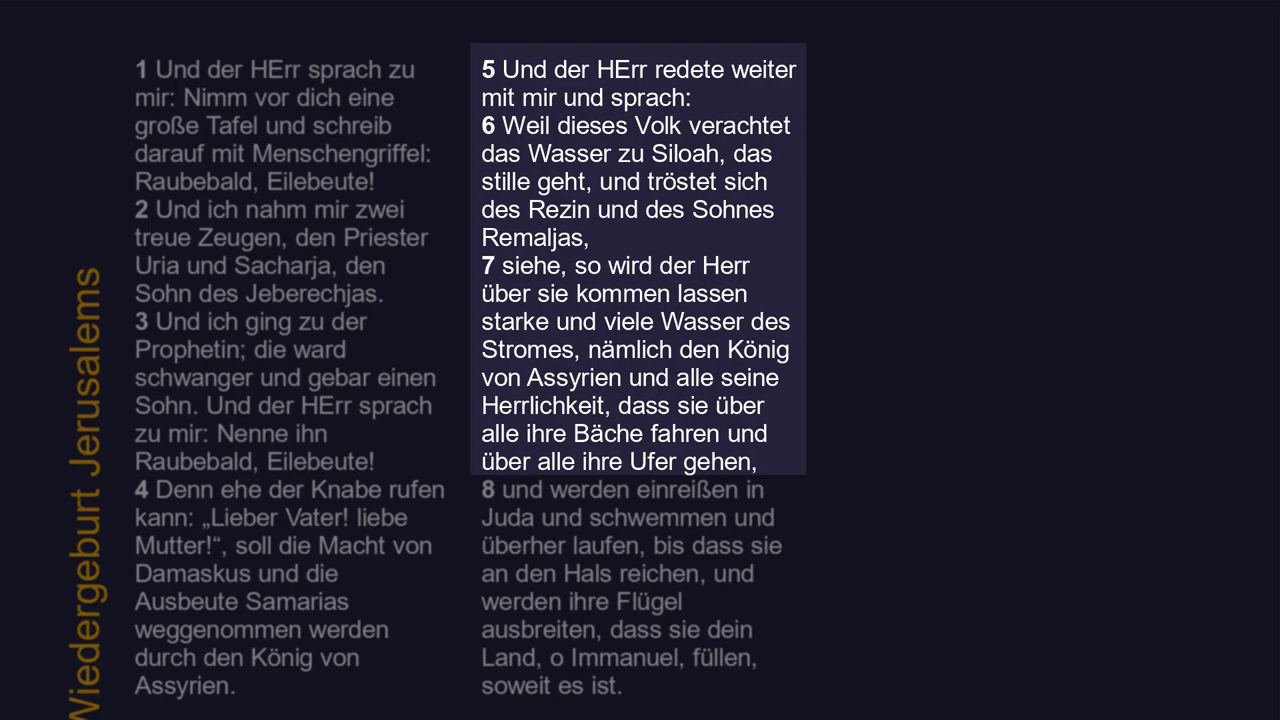 Wiedergeburt Jerusalems
1 Und der HErr sprach zu
mir: Nimm vor dich eine
große Tafel und schreib
darauf mit Menschengriffel:
Raubebald, Eilebeute!
2 Und ich nahm mir zwei
treue Zeugen, den Priester
Uria und Sacharja, den
Sohn des Jeberechjas.
3 Und ich ging zu der
Prophetin; die ward
schwanger und gebar einen
Sohn. Und der HErr sprach
zu mir: Nenne ihn
Raubebald, Eilebeute!
4 Denn ehe der Knabe rufen
kann: „Lieber Vater! liebe
Mutter!“, soll die Macht von
Damaskus und die
Ausbeute Samarias
weggenommen werden
durch den König von
Assyrien.
5 Und der HErr redete weiter
mit mir und sprach:
6 Weil dieses Volk verachtet
das Wasser zu Siloah, das
stille geht, und tröstet sich
des Rezin und des Sohnes
Remaljas,
7 siehe, so wird der Herr
über sie kommen lassen
starke und viele Wasser des
Stromes, nämlich den König
von Assyrien und alle seine
Herrlichkeit, dass sie über
alle ihre Bäche fahren und
über alle ihre Ufer gehen,
8 und werden einreißen in
Juda und schwemmen und
überher laufen, bis dass sie
an den Hals reichen, und
werden ihre Flügel
ausbreiten, dass sie dein
Land, o Immanuel, füllen,
soweit es ist.